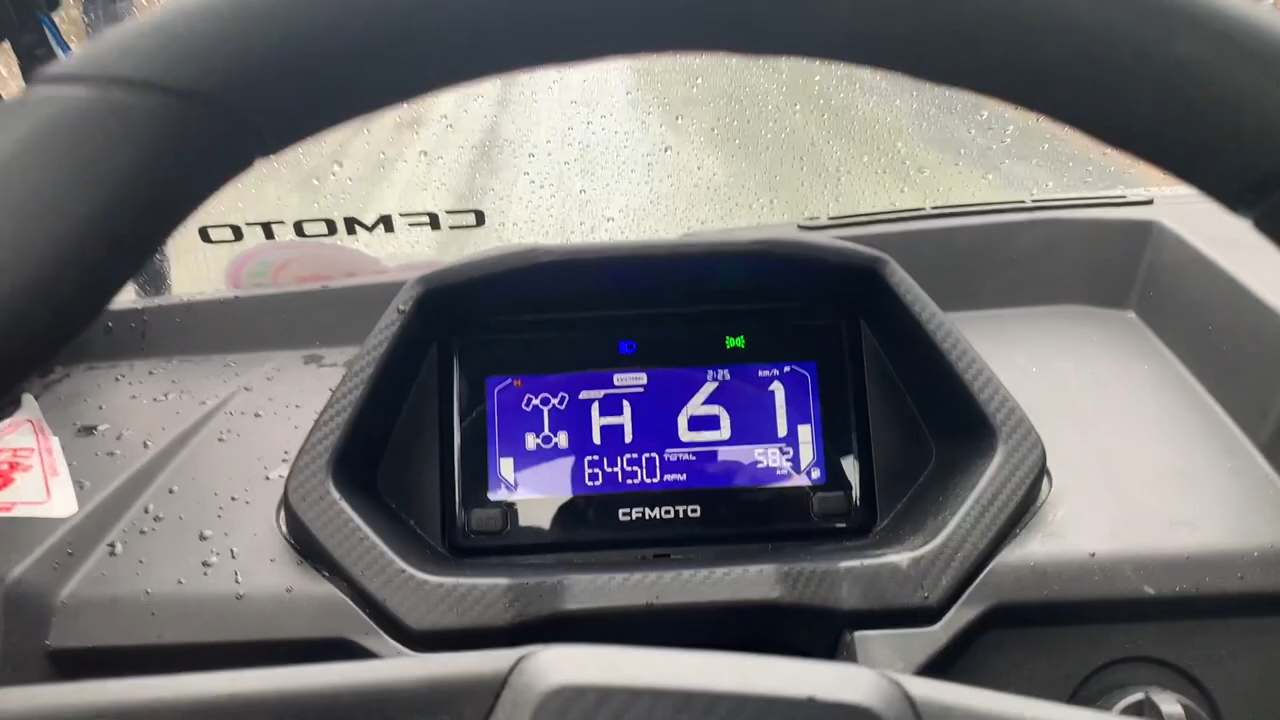 CFMOTO
2:25
km/h F
H
H 61
6450 RPM
TOTAL 582 km
CFMOTO